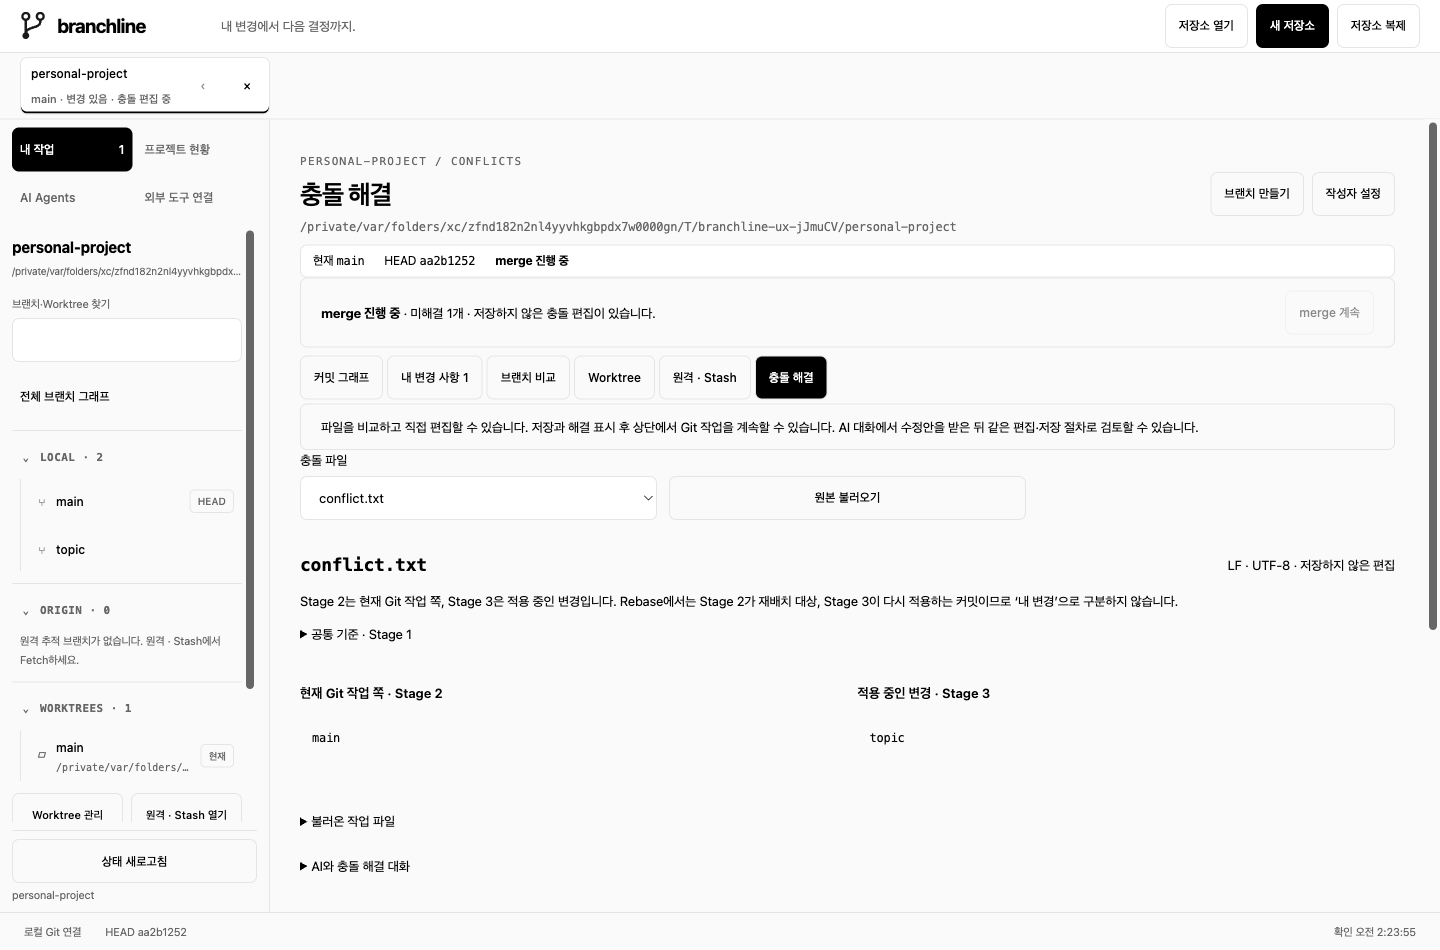 branchline
내 변경에서 다음 결정까지.
저장소 열기
새 저장소
저장소 복제
personal-project
main · 변경 있음 · 충돌 편집 중
‹
×
내 작업 1
프로젝트 현황
AI Agents
외부 도구 연결
personal-project
/private/var/folders/xc/zfnd182n2nl4yyvhkgbpdx...
브랜치·Worktree 찾기
전체 브랜치 그래프
LOCAL · 2
main HEAD
topic
ORIGIN · 0
원격 추적 브랜치가 없습니다. 원격 · Stash에서
Fetch하세요.
WORKTREES · 1
main
/private/var/folders/…
현재
Worktree 관리
원격 · Stash 열기
상태 새로고침
personal-project
PERSONAL-PROJECT / CONFLICTS
충돌 해결
브랜치 만들기
작성자 설정
/private/var/folders/xc/zfnd182n2nl4yyvhkgbpdx7w0000gn/T/branchline-ux-jJmuCV/personal-project
현재 main HEAD aa2b1252 merge 진행 중
merge 진행 중 · 미해결 1개 · 저장하지 않은 충돌 편집이 있습니다.
merge 계속
커밋 그래프
내 변경 사항 1
브랜치 비교
Worktree
원격 · Stash
충돌 해결
파일을 비교하고 직접 편집할 수 있습니다. 저장과 해결 표시 후 상단에서 Git 작업을 계속할 수 있습니다. AI 대화에서 수정안을 받은 뒤 같은 편집·저장 절차로 검토할 수 있습니다.
충돌 파일
conflict.txt
원본 불러오기
conflict.txt
LF · UTF-8 · 저장하지 않은 편집
Stage 2는 현재 Git 작업 쪽, Stage 3은 적용 중인 변경입니다. Rebase에서는 Stage 2가 재배치 대상, Stage 3이 다시 적용하는 커밋이므로 ‘내 변경’으로 구분하지 않습니다.
▶ 공통 기준 · Stage 1
현재 Git 작업 쪽 · Stage 2
적용 중인 변경 · Stage 3
main
topic
▶ 불러온 작업 파일
▶ AI와 충돌 해결 대화
로컬 Git 연결
HEAD aa2b1252
확인 오전 2:23:55